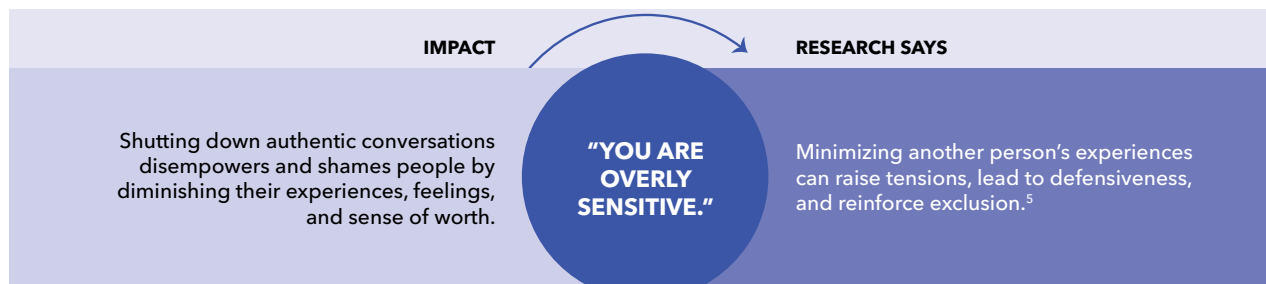 IMPACT
RESEARCH SAYS
Shutting down authentic conversations
disempowers and shames people by
diminishing their experiences, feelings,
and sense of worth.
“YOU ARE
OVERLY
SENSITIVE.”
Minimizing another person’s experiences
can raise tensions, lead to defensiveness,
and reinforce exclusion.⁵